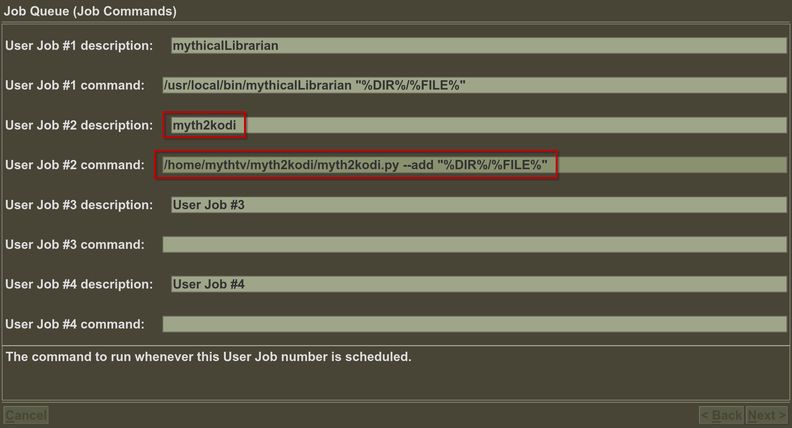 Job Queue (Job Commands)
User Job #1 description: mythicalLibrarian
User Job #1 command: /usr/local/bin/mythicalLibrarian "%DIR%/%FILE%"
User Job #2 description: myth2kodi
User Job #2 command: /home/mythtv/myth2kodi/myth2kodi.py --add "%DIR%/%FILE%"
User Job #3 description: User Job #3
User Job #3 command:
User Job #4 description: User Job #4
User Job #4 command:
The command to run whenever this User Job number is scheduled.
Cancel < Back Next >